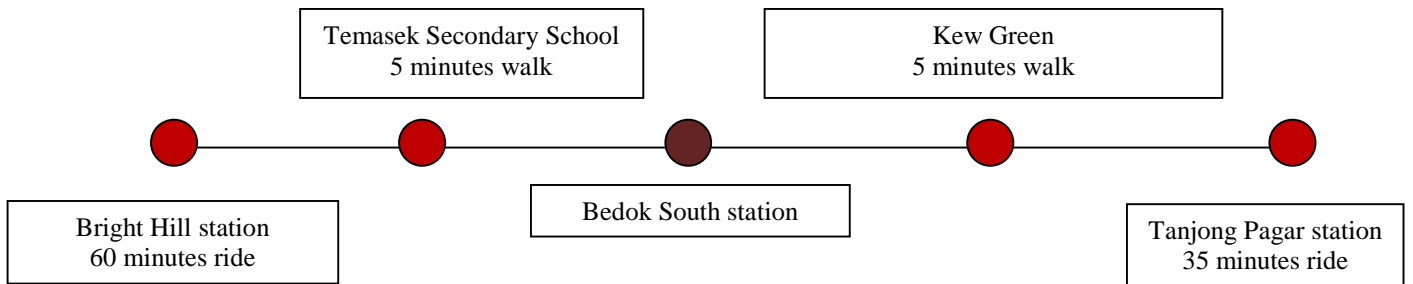 Temasek Secondary School
5 minutes walk
Kew Green
5 minutes walk
Bright Hill station
60 minutes ride
Bedok South station
Tanjong Pagar station
35 minutes ride